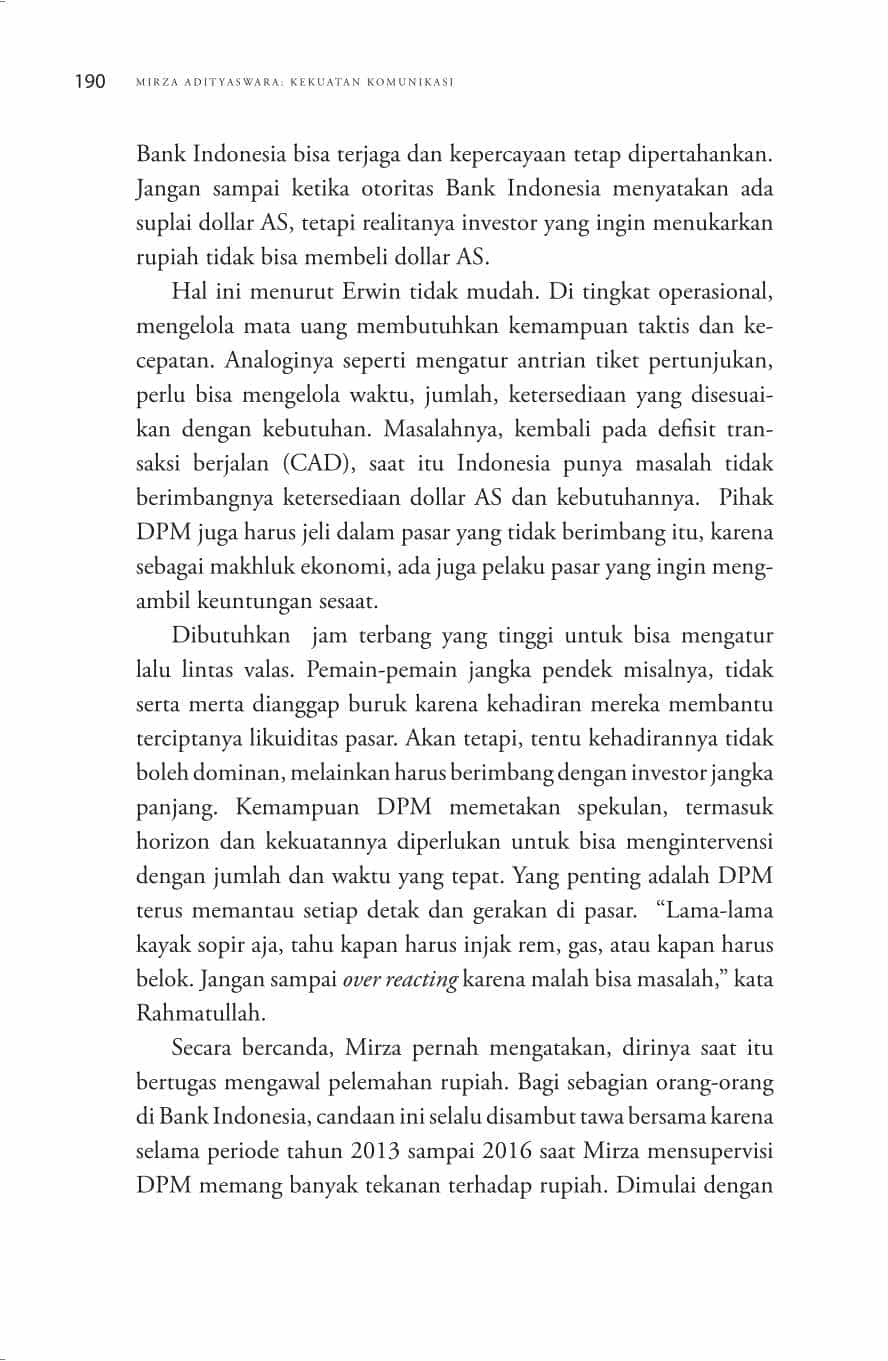 190 MIRZA ADITYASWARA: KEKUATAN KOMUNIKASI
Bank Indonesia bisa terjaga dan kepercayaan tetap dipertahankan.
Jangan sampai ketika otoritas Bank Indonesia menyatakan ada
suplai dollar AS, tetapi realitanya investor yang ingin menukarkan
rupiah tidak bisa membeli dollar AS.
Hal ini menurut Erwin tidak mudah. Di tingkat operasional,
mengelola mata uang membutuhkan kemampuan taktis dan ke-
cepatan. Analoginya seperti mengatur antrian tiket pertunjukan,
perlu bisa mengelola waktu, jumlah, ketersediaan yang disesuai-
kan dengan kebutuhan. Masalahnya, kembali pada defisit tran-
saksi berjalan (CAD), saat itu Indonesia punya masalah tidak
berimbangnya ketersediaan dollar AS dan kebutuhannya. Pihak
DPM juga harus jeli dalam pasar yang tidak berimbang itu, karena
sebagai makhluk ekonomi, ada juga pelaku pasar yang ingin meng-
ambil keuntungan sesaat.
Dibutuhkan jam terbang yang tinggi untuk bisa mengatur
lalu lintas valas. Pemain-pemain jangka pendek misalnya, tidak
serta merta dianggap buruk karena kehadiran mereka membantu
terciptanya likuiditas pasar. Akan tetapi, tentu kehadirannya tidak
boleh dominan, melainkan harus berimbang dengan investor jangka
panjang. Kemampuan DPM memetakan spekulan, termasuk
horizon dan kekuatannya diperlukan untuk bisa mengintervensi
dengan jumlah dan waktu yang tepat. Yang penting adalah DPM
terus memantau setiap detak dan gerakan di pasar. “Lama-lama
kayak sopir aja, tahu kapan harus injak rem, gas, atau kapan harus
belok. Jangan sampai over reacting karena malah bisa masalah,” kata
Rahmatullah.
Secara bercanda, Mirza pernah mengatakan, dirinya saat itu
bertugas mengawal pelemahan rupiah. Bagi sebagian orang-orang
di Bank Indonesia, candaan ini selalu disambut tawa bersama karena
selama periode tahun 2013 sampai 2016 saat Mirza mensupervisi
DPM memang banyak tekanan terhadap rupiah. Dimulai dengan